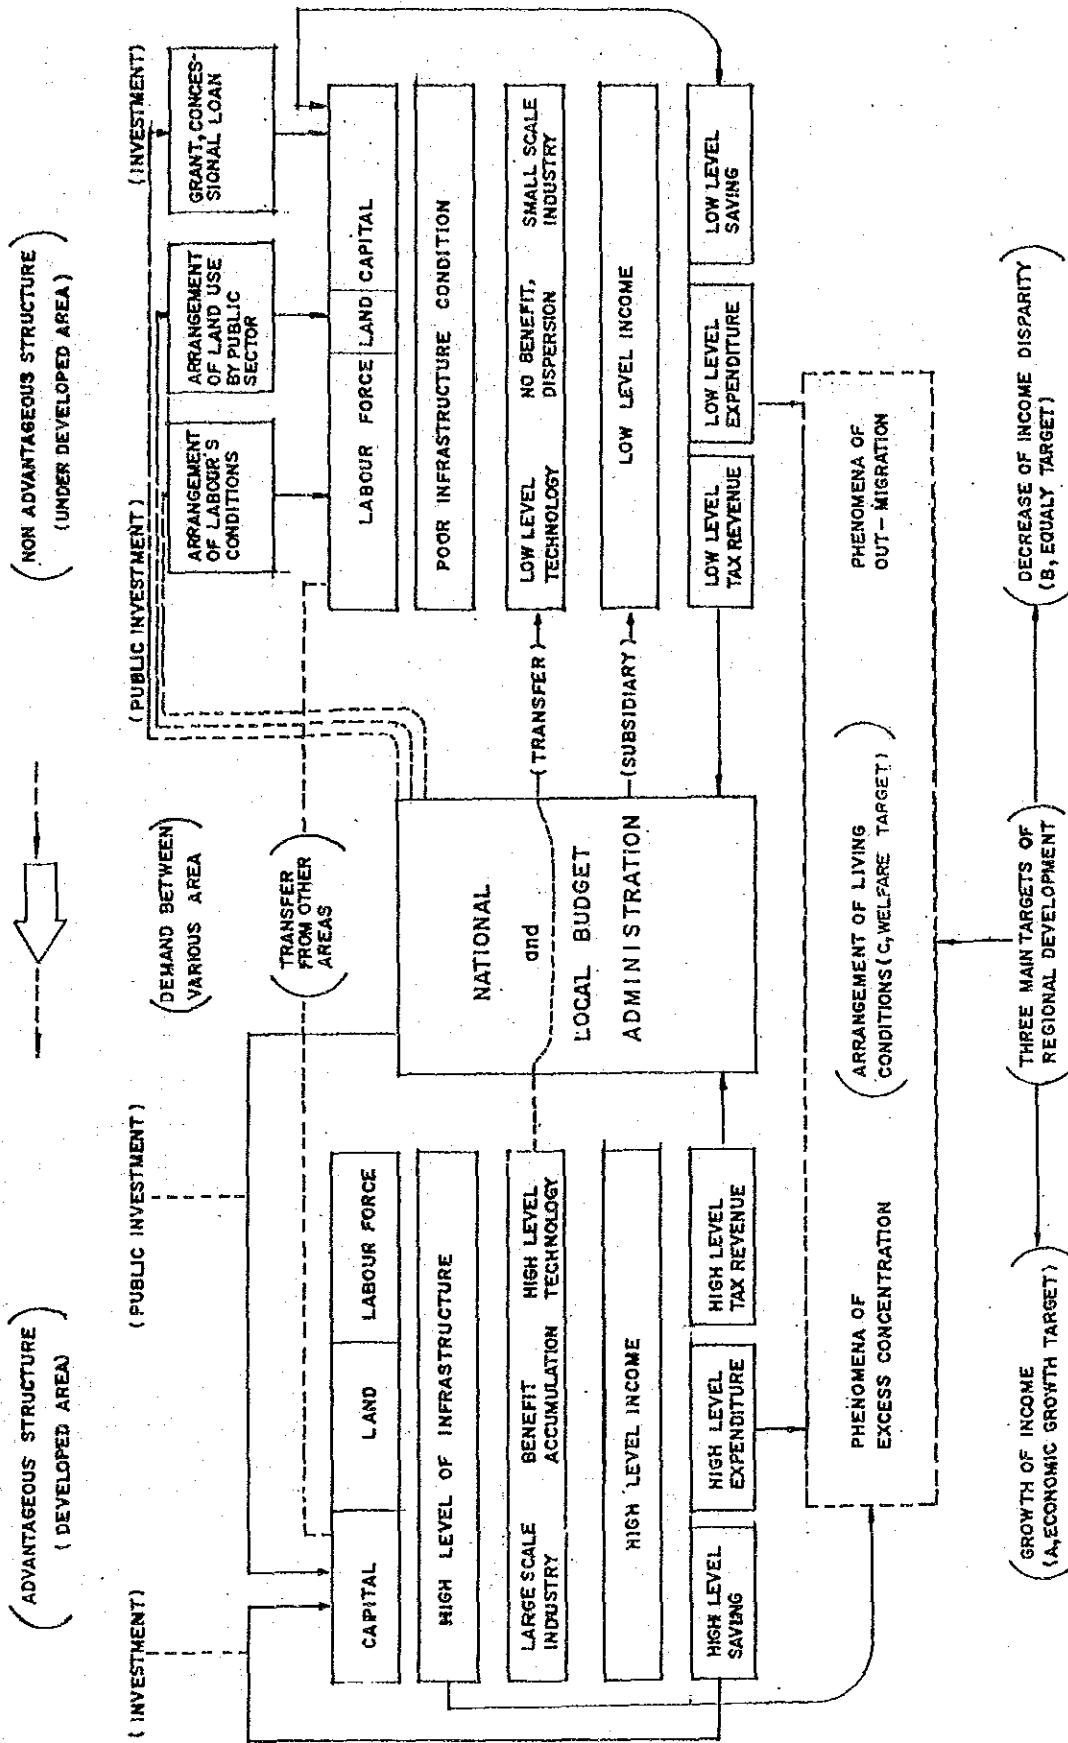 (ADVANTAGEOUS STRUCTURE)
(DEVELOPED AREA)
(NON ADVANTAGEOUS STRUCTURE)
(UNDER DEVELOPED AREA)
(INVESTMENT)
(PUBLIC INVESTMENT)
(DEMAND BETWEEN
VARIOUS AREA)
(PUBLIC INVESTMENT)
(INVESTMENT)
(TRANSFER
FROM OTHER
AREAS)
ARRANGEMENT
OF LABOUR'S
CONDITIONS
ARRANGEMENT
OF LAND USE
BY PUBLIC
SECTOR
GRANT, CONCES-
SIONAL LOAN
CAPITAL
LAND
LABOUR FORCE
LABOUR FORCE
LAND
CAPITAL
HIGH LEVEL OF INFRASTRUCTURE
POOR INFRASTRUCTURE CONDITION
LARGE SCALE
INDUSTRY
BENEFIT
ACCUMULATION
HIGH LEVEL
TECHNOLOGY
(TRANSFER)
LOW LEVEL
TECHNOLOGY
NO BENEFIT,
DISPERSION
SMALL SCALE
INDUSTRY
NATIONAL
and
LOCAL BUDGET
ADMINISTRATION
HIGH LEVEL INCOME
(SUBSIDIARY)
LOW LEVEL INCOME
HIGH LEVEL
SAVING
HIGH LEVEL
EXPENDITURE
HIGH LEVEL
TAX REVENUE
LOW LEVEL
TAX REVENUE
LOW LEVEL
EXPENDITURE
LOW LEVEL
SAVING
PHENOMENA OF
EXCESS CONCENTRATION
(ARRANGEMENT OF LIVING
CONDITIONS (C, WELFARE TARGET))
PHENOMENA OF
OUT - MIGRATION
(GROWTH OF INCOME
(A, ECONOMIC GROWTH TARGET))
(THREE MAIN TARGETS OF
REGIONAL DEVELOPMENT)
(DECREASE OF INCOME DISPARITY
(B, EQUALY TARGET))